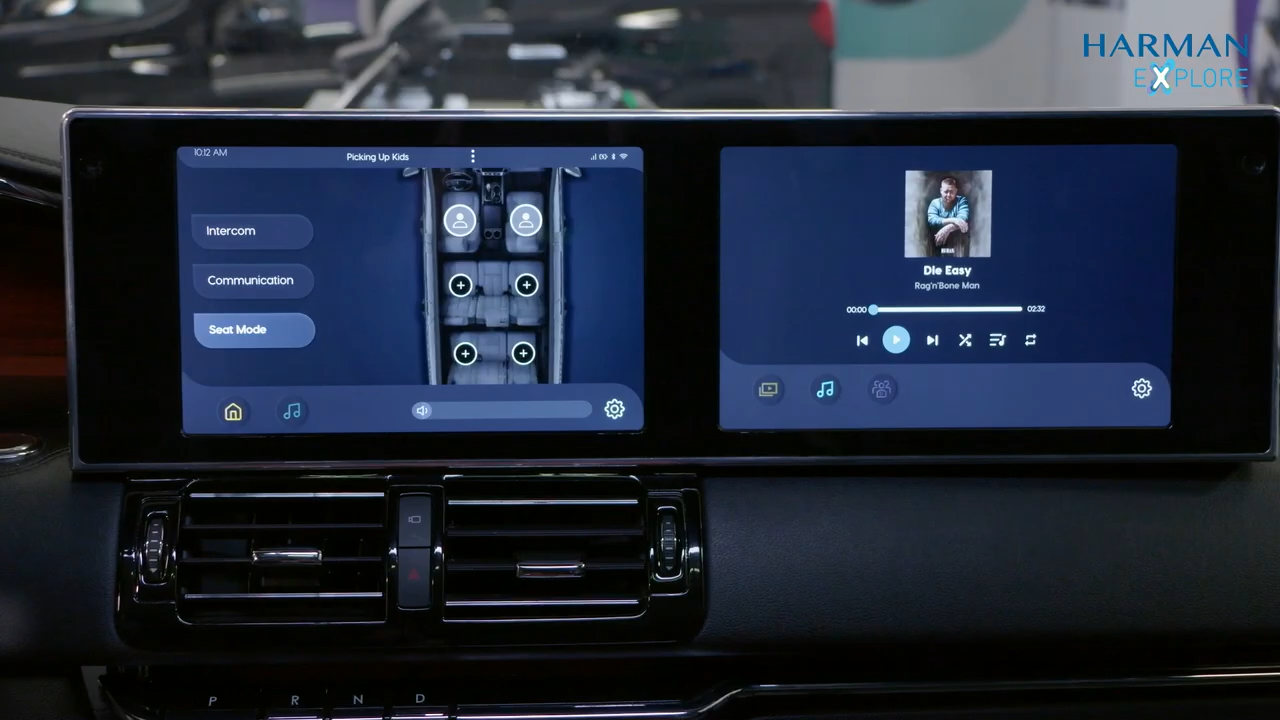 HARMAN
EXPLORE
10:12 AM
Picking Up Kids
Intercom
Communication
Seat Mode
HUMAN
Die Easy
Rag'n'Bone Man
00:00
02:32
P R N D